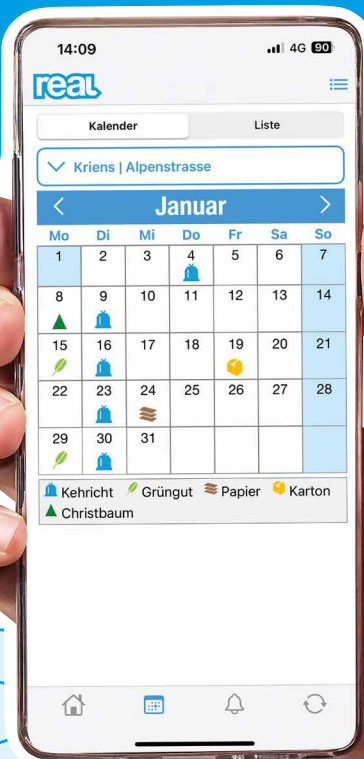 14:09 4G 90
real
Kalender Liste
Kriens | Alpenstrasse
Januar
Mo Di Mi Do Fr Sa So
1 2 3 4 5 6 7
8 9 10 11 12 13 14
15 16 17 18 19 20 21
22 23 24 25 26 27 28
29 30 31
Kehricht Grüngut Papier Karton
Christbaum